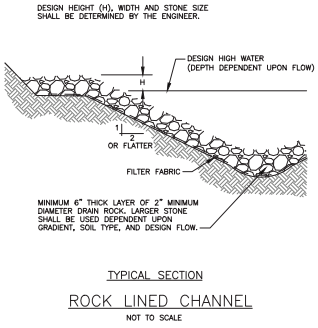 DESIGN HEIGHT (H), WIDTH AND STONE SIZE
SHALL BE DETERMINED BY THE ENGINEER.
DESIGN HIGH WATER
(DEPTH DEPENDENT UPON FLOW)
H
1
2
OR FLATTER
FILTER FABRIC
MINIMUM 6" THICK LAYER OF 2" MINIMUM
DIAMETER DRAIN ROCK. LARGER STONE
SHALL BE USED DEPENDENT UPON
GRADIENT, SOIL TYPE, AND DESIGN FLOW.
TYPICAL SECTION
ROCK LINED CHANNEL
NOT TO SCALE